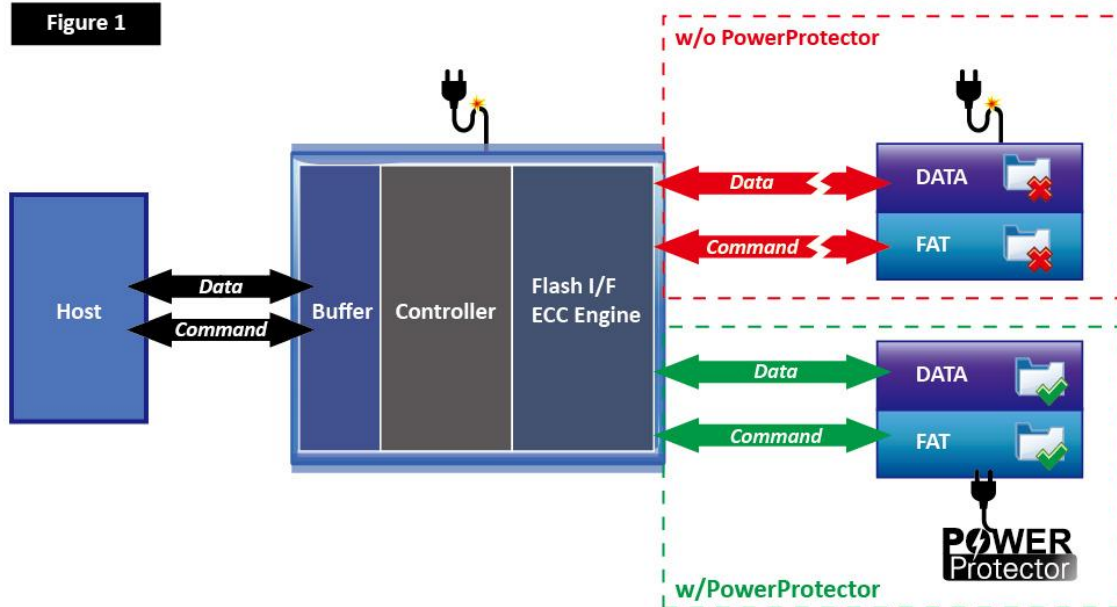 Figure 1
w/o PowerProtector
Data
DATA
Command
FAT
Host
Data
Command
Buffer
Controller
Flash I/F
ECC Engine
Data
DATA
Command
FAT
POWER
Protector
w/PowerProtector